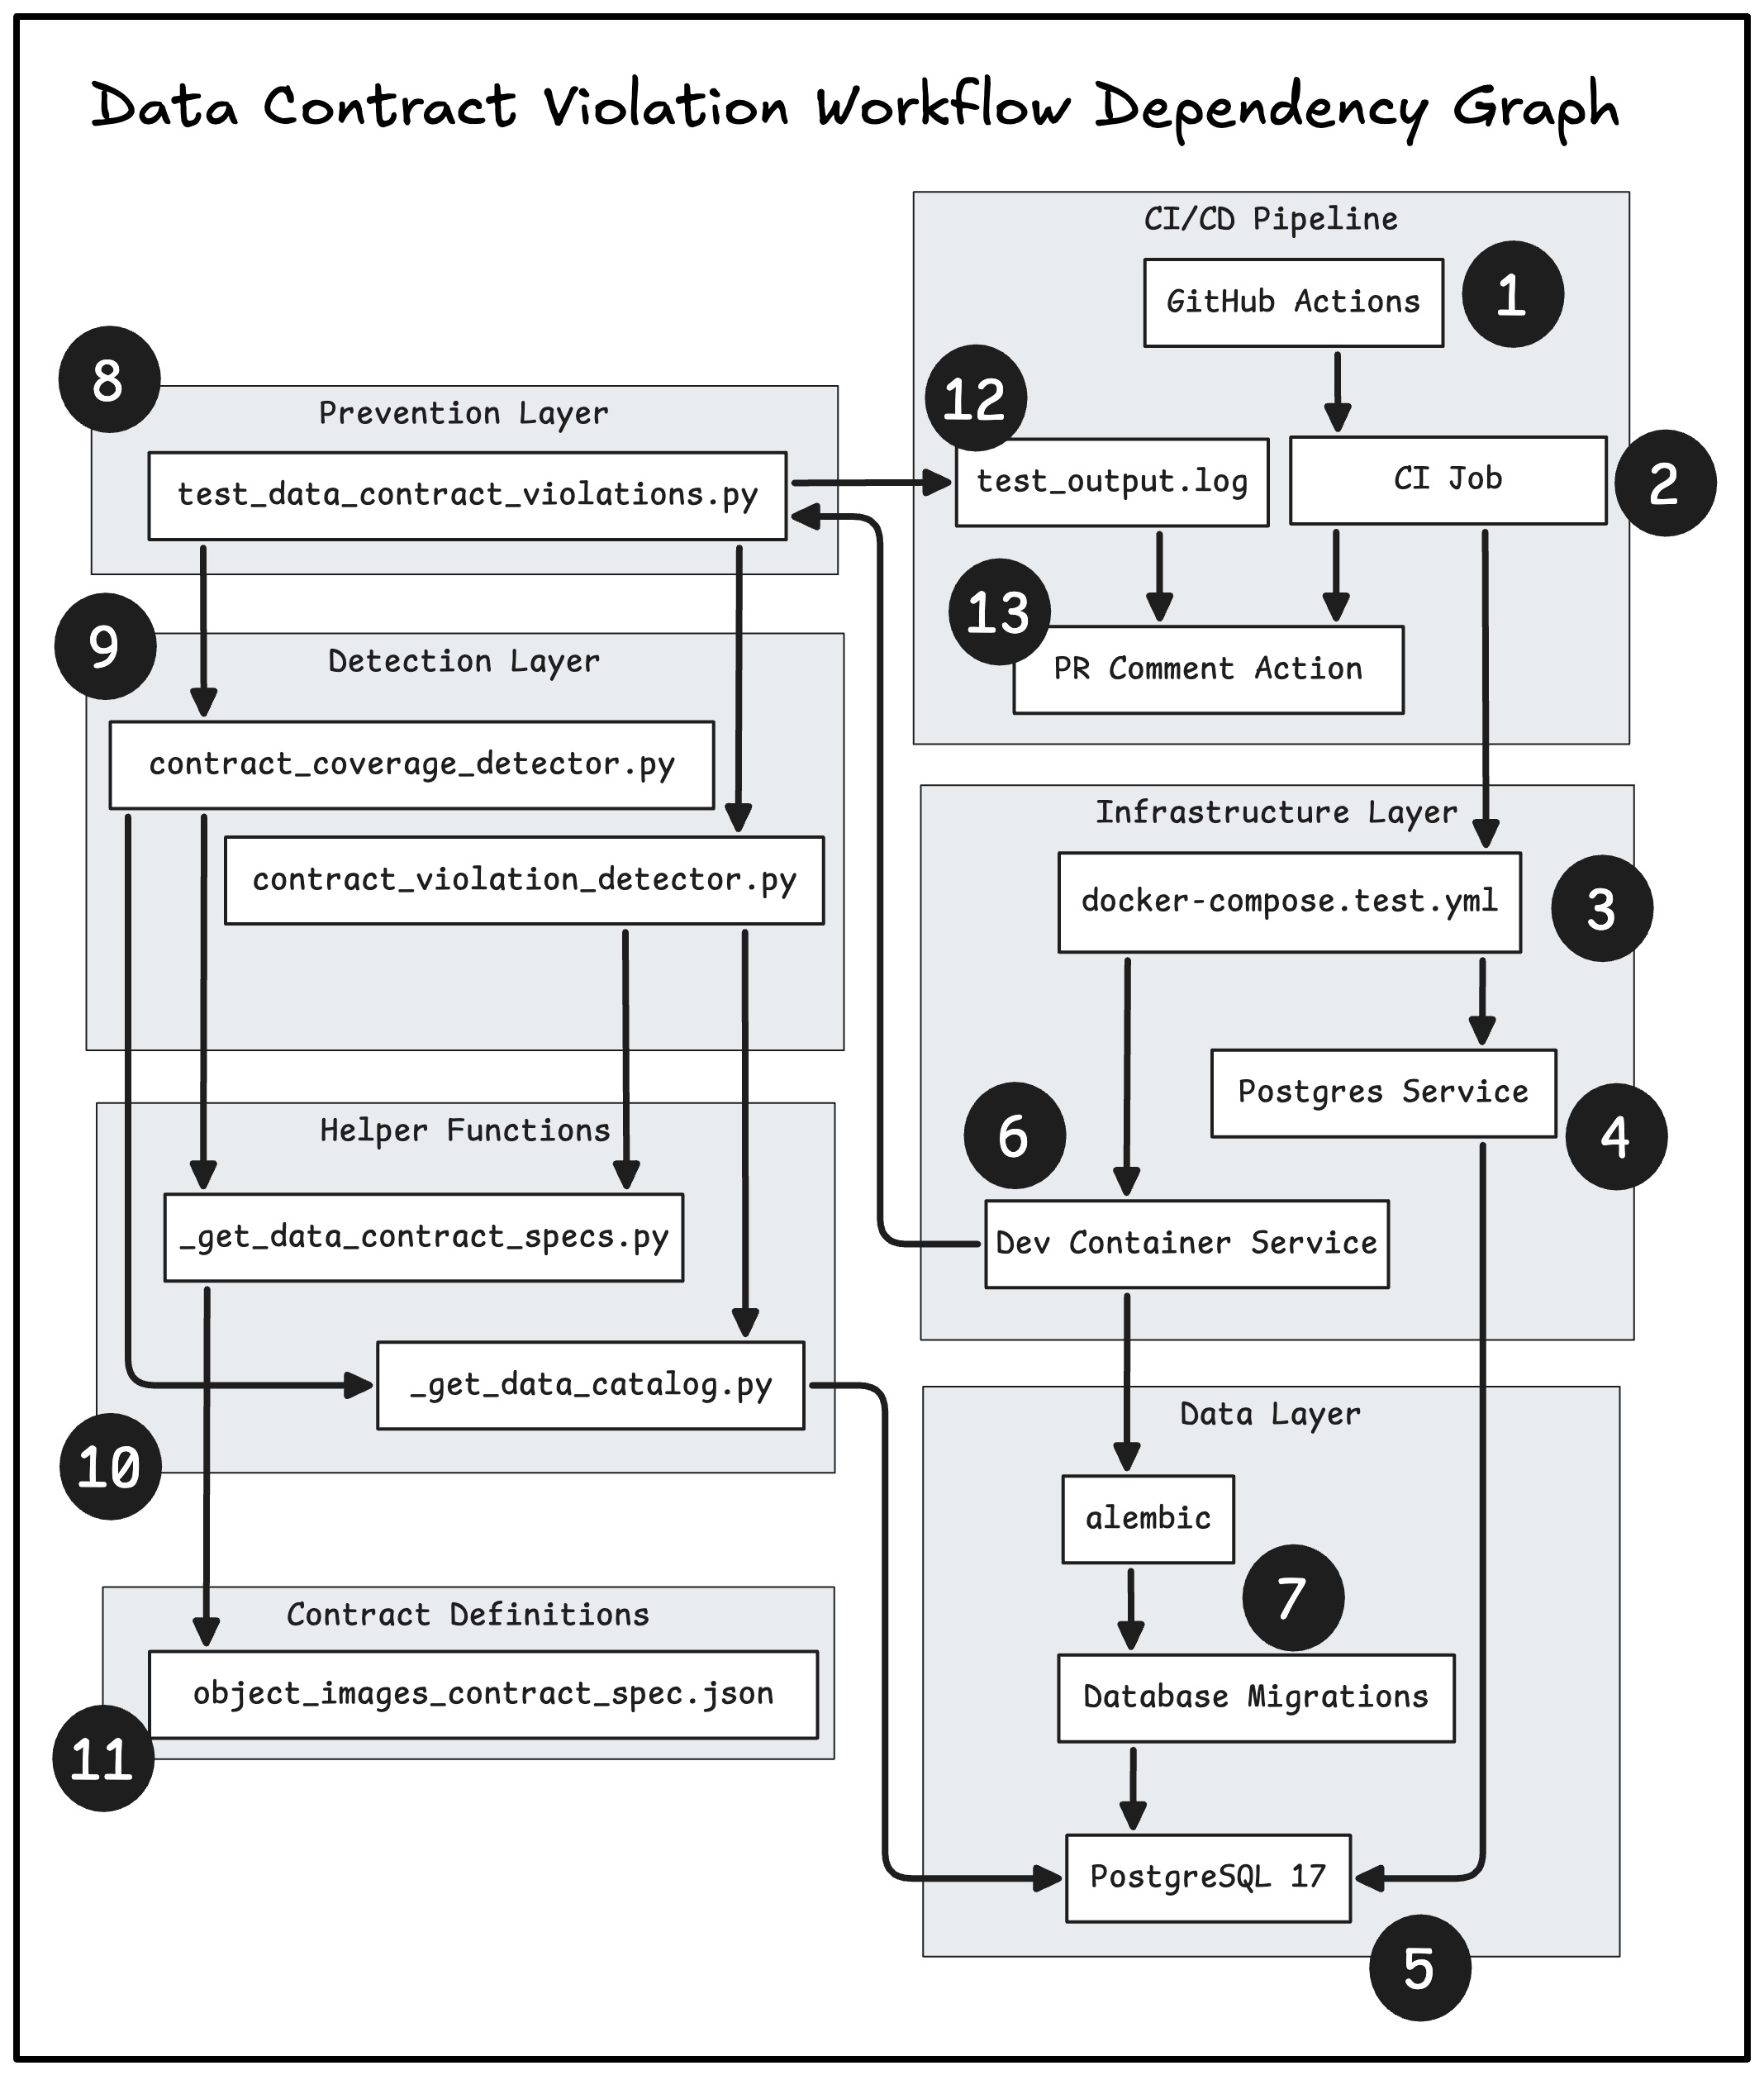 Data Contract Violation Workflow Dependency Graph
CI/CD Pipeline
GitHub Actions
1
CI Job
2
12
test_output.log
13
PR Comment Action
8
Prevention Layer
test_data_contract_violations.py
9
Detection Layer
contract_coverage_detector.py
contract_violation_detector.py
Infrastructure Layer
docker-compose.test.yml
3
Postgres Service
4
6
Dev Container Service
Helper Functions
_get_data_contract_specs.py
_get_data_catalog.py
10
Data Layer
alembic
7
Database Migrations
PostgreSQL 17
5
Contract Definitions
object_images_contract_spec.json
11